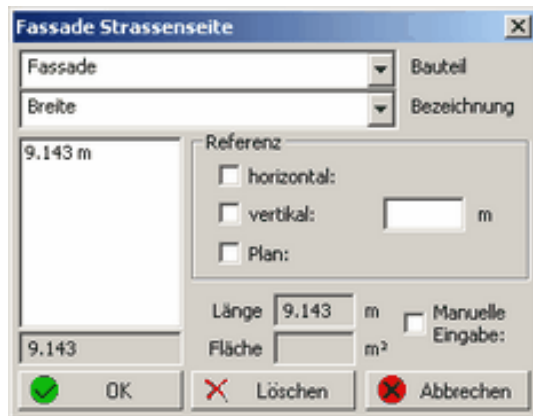 Fassade Strassenseite
Fassade Bauteil
Breite Bezeichnung
9.143 m
Referenz
horizontal:
vertikal: m
Plan:
Länge 9.143 m
Manuelle
Eingabe:
9.143
Fläche m²
OK Löschen Abbrechen